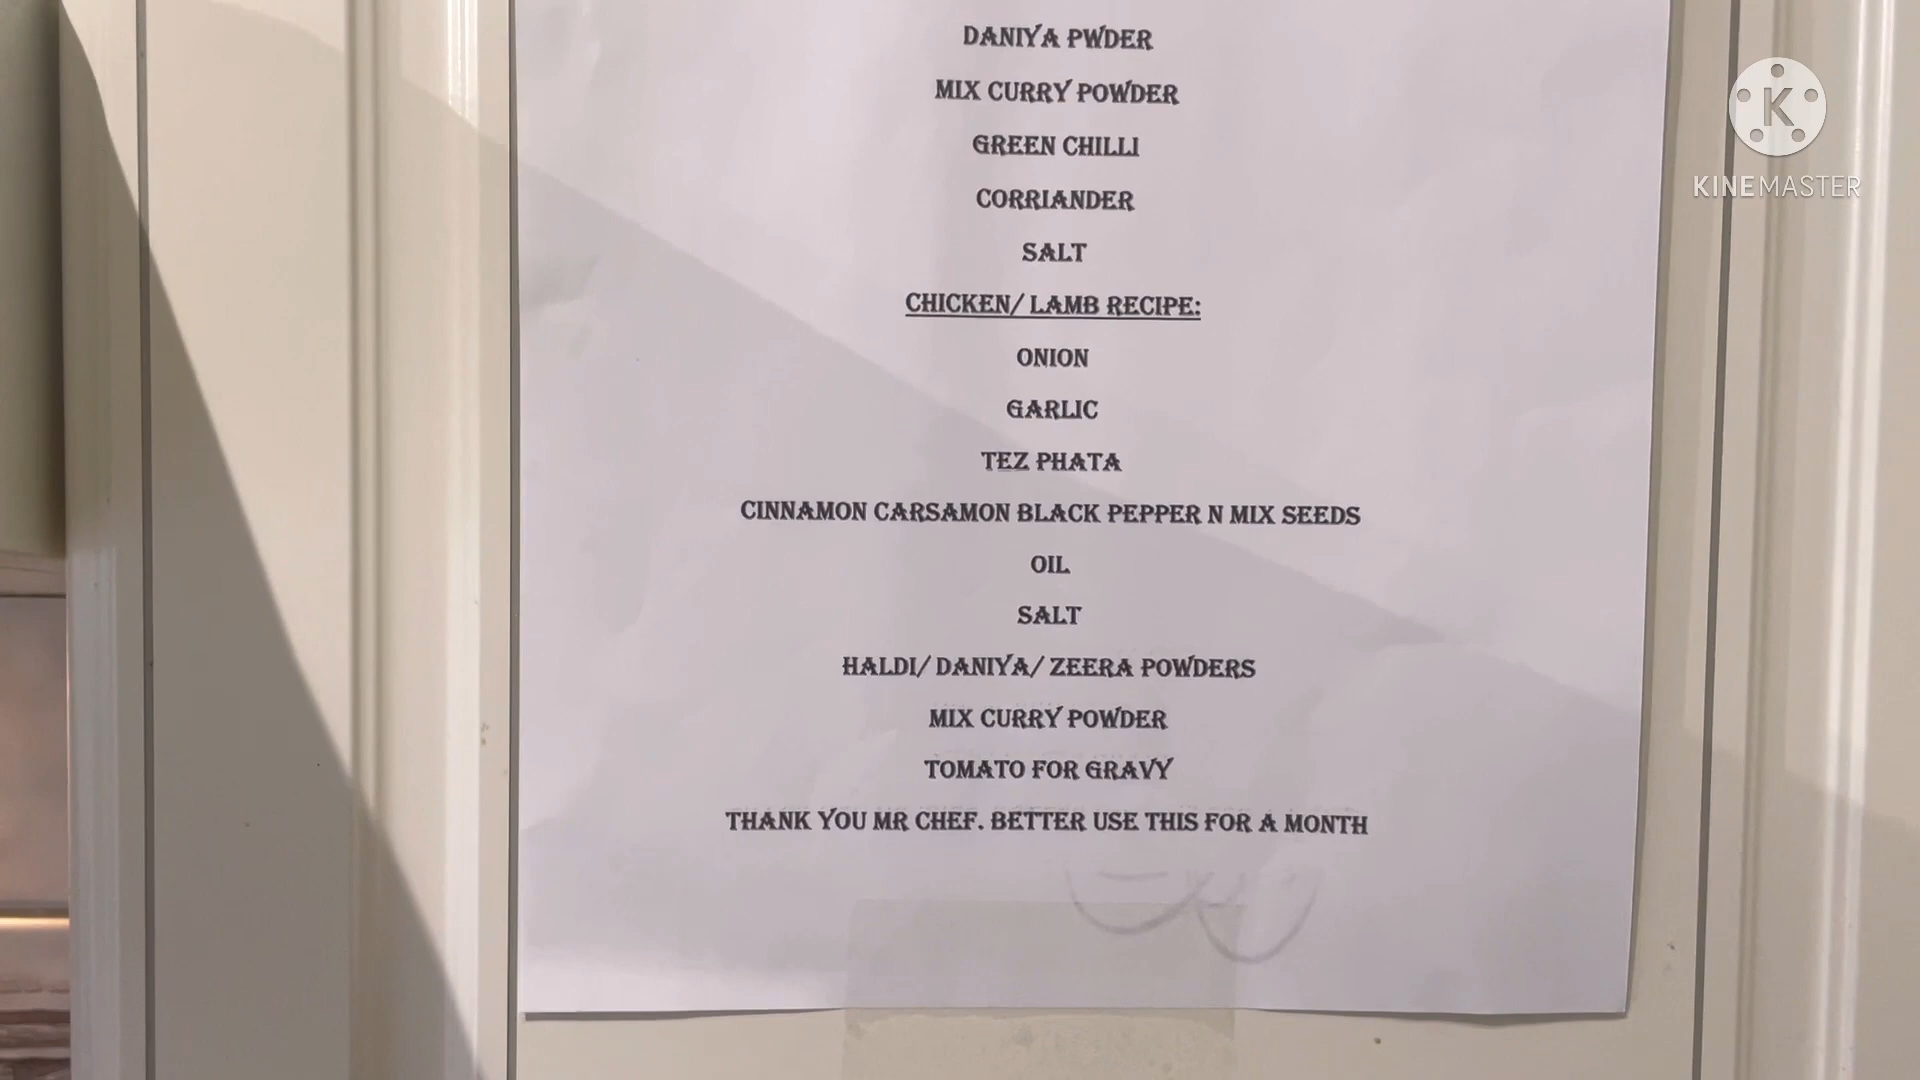 DANIYA PWDER
MIX CURRY POWDER
GREEN CHILLI
CORRIANDER
SALT
CHICKEN/ LAMB RECIPE:
ONION
GARLIC
TEZ PHATA
CINNAMON CARSAMON BLACK PEPPER N MIX SEEDS
OIL
SALT
HALDI/ DANIYA/ ZEERA POWDERS
MIX CURRY POWDER
TOMATO FOR GRAVY
THANK YOU MR CHEF. BETTER USE THIS FOR A MONTH
K
KINEMASTER